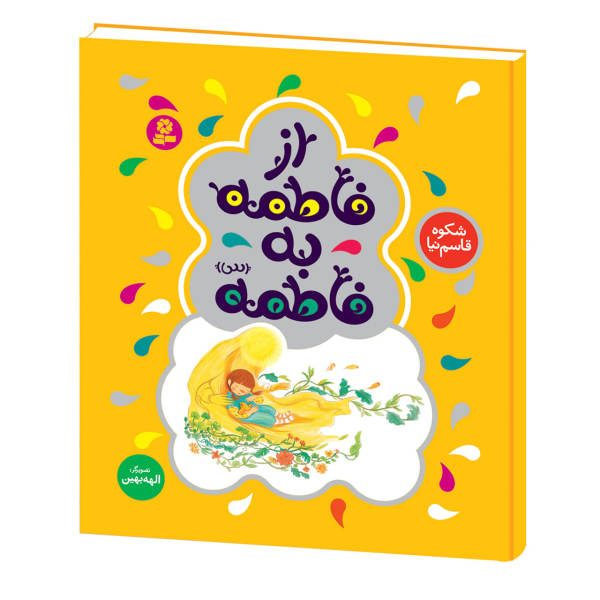 از
فاطمه
به
(س)
فاطمه
شکوه
قاسم‌نیا
تصویرگر:
الهه بهین